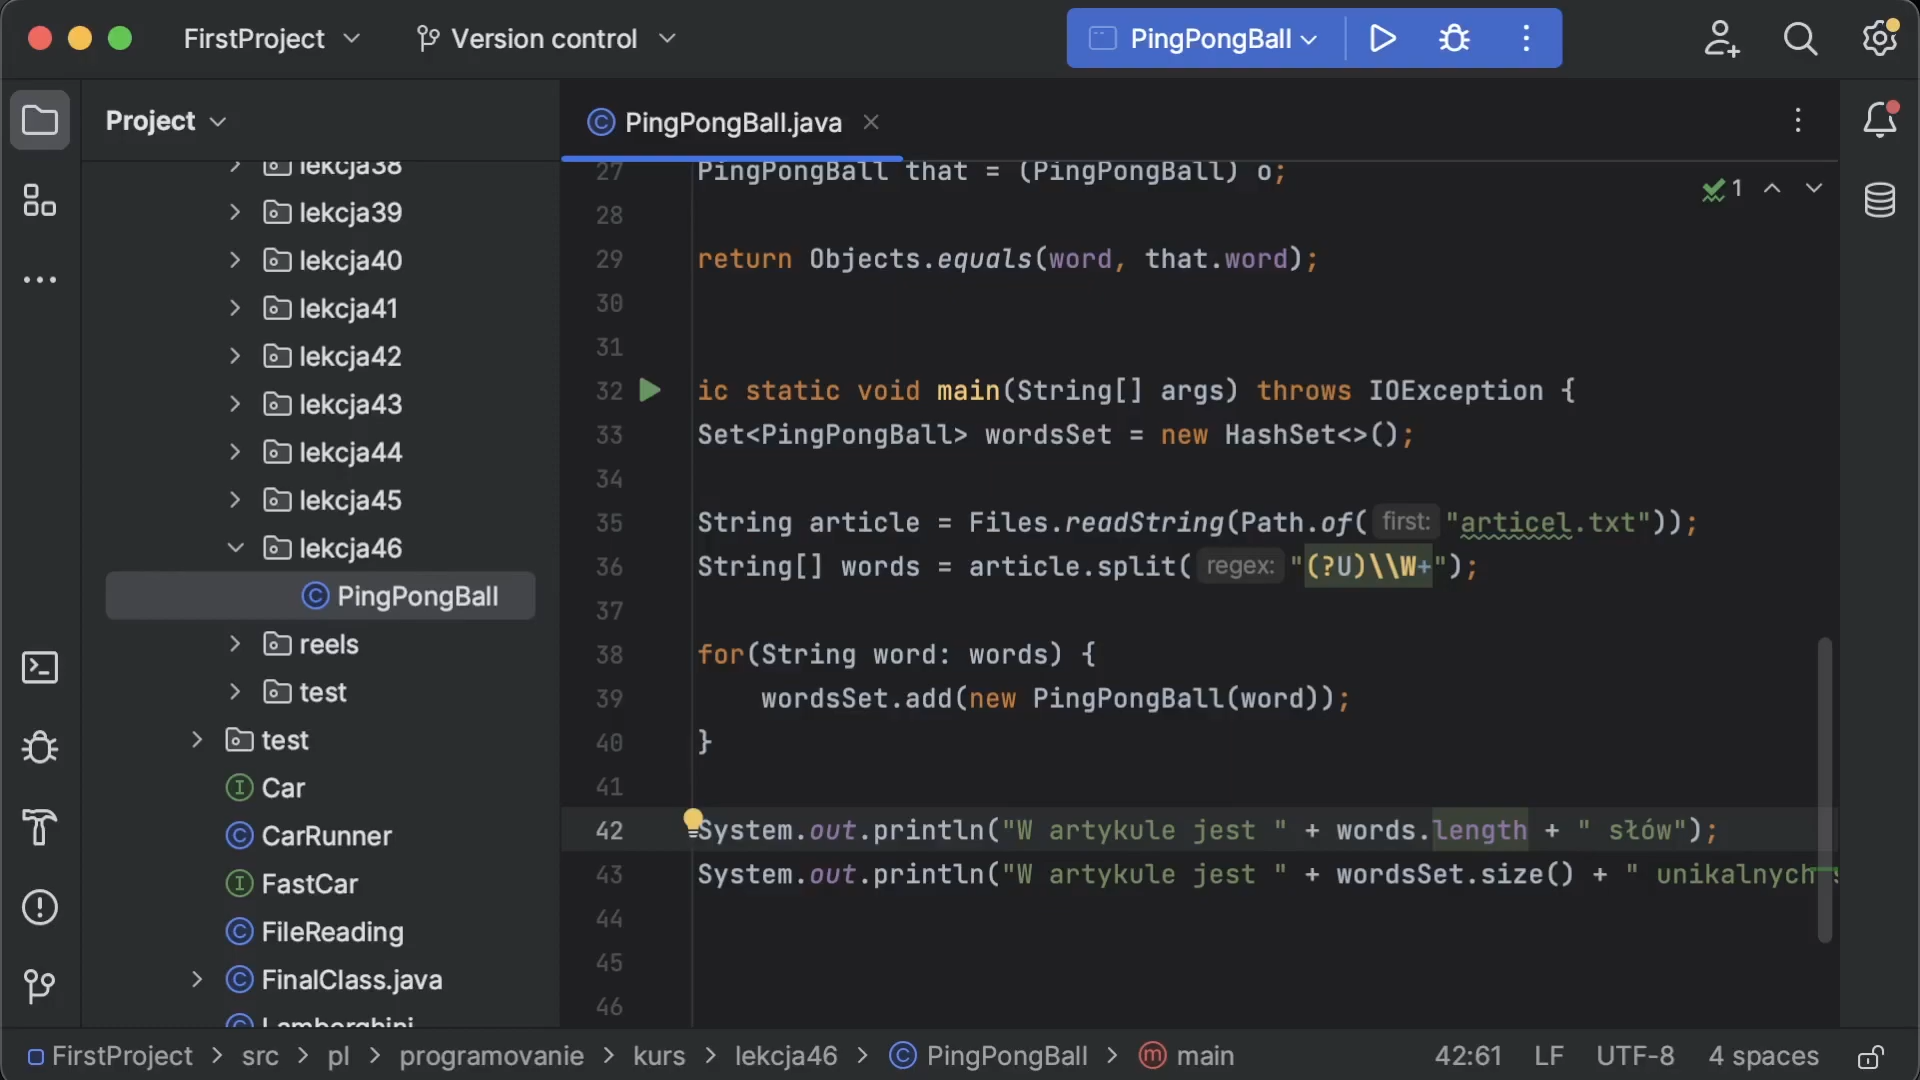 FirstProject
Version control
PingPongBall
Project
PingPongBall.java
lekcja38
lekcja39
lekcja40
lekcja41
lekcja42
lekcja43
lekcja44
lekcja45
lekcja46
PingPongBall
reels
test
test
Car
CarRunner
FastCar
FileReading
FinalClass.java
Lamborghini
1
27 PingPongBall that = (PingPongBall) o;
28
29 return Objects.equals(word, that.word);
30
31
32 ic static void main(String[] args) throws IOException {
33 Set<PingPongBall> wordsSet = new HashSet<>();
34
35 String article = Files.readString(Path.of( first: "articel.txt"));
36 String[] words = article.split( regex: "(?U)\\W+");
37
38 for(String word: words) {
39 wordsSet.add(new PingPongBall(word));
40 }
41
42 System.out.println("W artykule jest " + words.length + " słów");
43 System.out.println("W artykule jest " + wordsSet.size() + " unikalnych
44
45
46
FirstProject > src > pl > programowanie > kurs > lekcja46 > PingPongBall > main
42:61 LF UTF-8 4 spaces